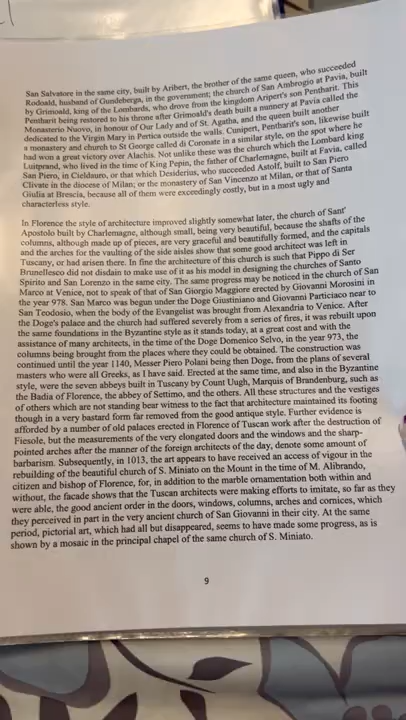 San Salvatore in the same city, built by Aribert, the brother of the same queen, who succeeded
Rodoald, husband of Gundeberga, in the government; the church of San Ambrogio at Pavia, built
by Grimoald, king of the Lombards, who drove from the kingdom Aripert's son Pentharit. This
Pentharit being restored to his throne after Grimoald's death built a nunnery at Pavia called the
Monasterio Nuovo, in honour of Our Lady and of St. Agatha, and the queen built another
dedicated to the Virgin Mary in Pertica outside the walls. Cunipert, Pentharit's son, likewise built
a monastery and church to St George called di Coronate in a similar style, on the spot where he
had won a great victory over Alachis. Not unlike these was the church which the Lombard king
Luitprand, who lived in the time of King Pepin, the father of Charlemagne, built at Pavia, called
San Piero, in Cieldauro, or that which Desiderius, who succeeded Astolf, built to San Piero
Clivate in the diocese of Milan; or the monastery of San Vincenzo at Milan, or that of Santa
Giulia at Brescia, because all of them were exceedingly costly, but in a most ugly and
characterless style.
In Florence the style of architecture improved slightly somewhat later, the church of Sant'
Apostolo built by Charlemagne, although small, being very beautiful, because the shafts of the
columns, although made up of pieces, are very graceful and beautifully formed, and the capitals
and the arches for the vaulting of the side aisles show that some good architect was left in
Tuscany, or had arisen there. In fine the architecture of this church is such that Pippo di Ser
Brunellesco did not disdain to make use of it as his model in designing the churches of Santo
Spirito and San Lorenzo in the same city. The same progress may be noticed in the church of San
Marco at Venice, not to speak of that of San Giorgio Maggiore erected by Giovanni Morosini in
the year 978. San Marco was begun under the Doge Giustiniano and Giovanni Particiaco near to
San Teodosio, when the body of the Evangelist was brought from Alexandria to Venice. After
the Doge's palace and the church had suffered severely from a series of fires, it was rebuilt upon
the same foundations in the Byzantine style as it stands today, at a great cost and with the
assistance of many architects, in the time of the Doge Domenico Selvo, in the year 973, the
columns being brought from the places where they could be obtained. The construction was
continued until the year 1140, Messer Piero Polani being then Doge, from the plans of several
masters who were all Greeks, as I have said. Erected at the same time, and also in the Byzantine
style, were the seven abbeys built in Tuscany by Count Ugh, Marquis of Brandenburg, such as
the Badia of Florence, the abbey of Settimo, and the others. All these structures and the vestiges
of others which are not standing bear witness to the fact that architecture maintained its footing
though in a very bastard form far removed from the good antique style. Further evidence is
afforded by a number of old palaces erected in Florence of Tuscan work after the destruction of
Fiesole, but the measurements of the very elongated doors and the windows and the sharp-
pointed arches after the manner of the foreign architects of the day, denote some amount of
barbarism. Subsequently, in 1013, the art appears to have received an access of vigour in the
rebuilding of the beautiful church of S. Miniato on the Mount in the time of M. Alibrando,
citizen and bishop of Florence, for, in addition to the marble ornamentation both within and
without, the facade shows that the Tuscan architects were making efforts to imitate, so far as they
were able, the good ancient order in the doors, windows, columns, arches and cornices, which
they perceived in part in the very ancient church of San Giovanni in their city. At the same
period, pictorial art, which had all but disappeared, seems to have made some progress, as is
shown by a mosaic in the principal chapel of the same church of S. Miniato.
9